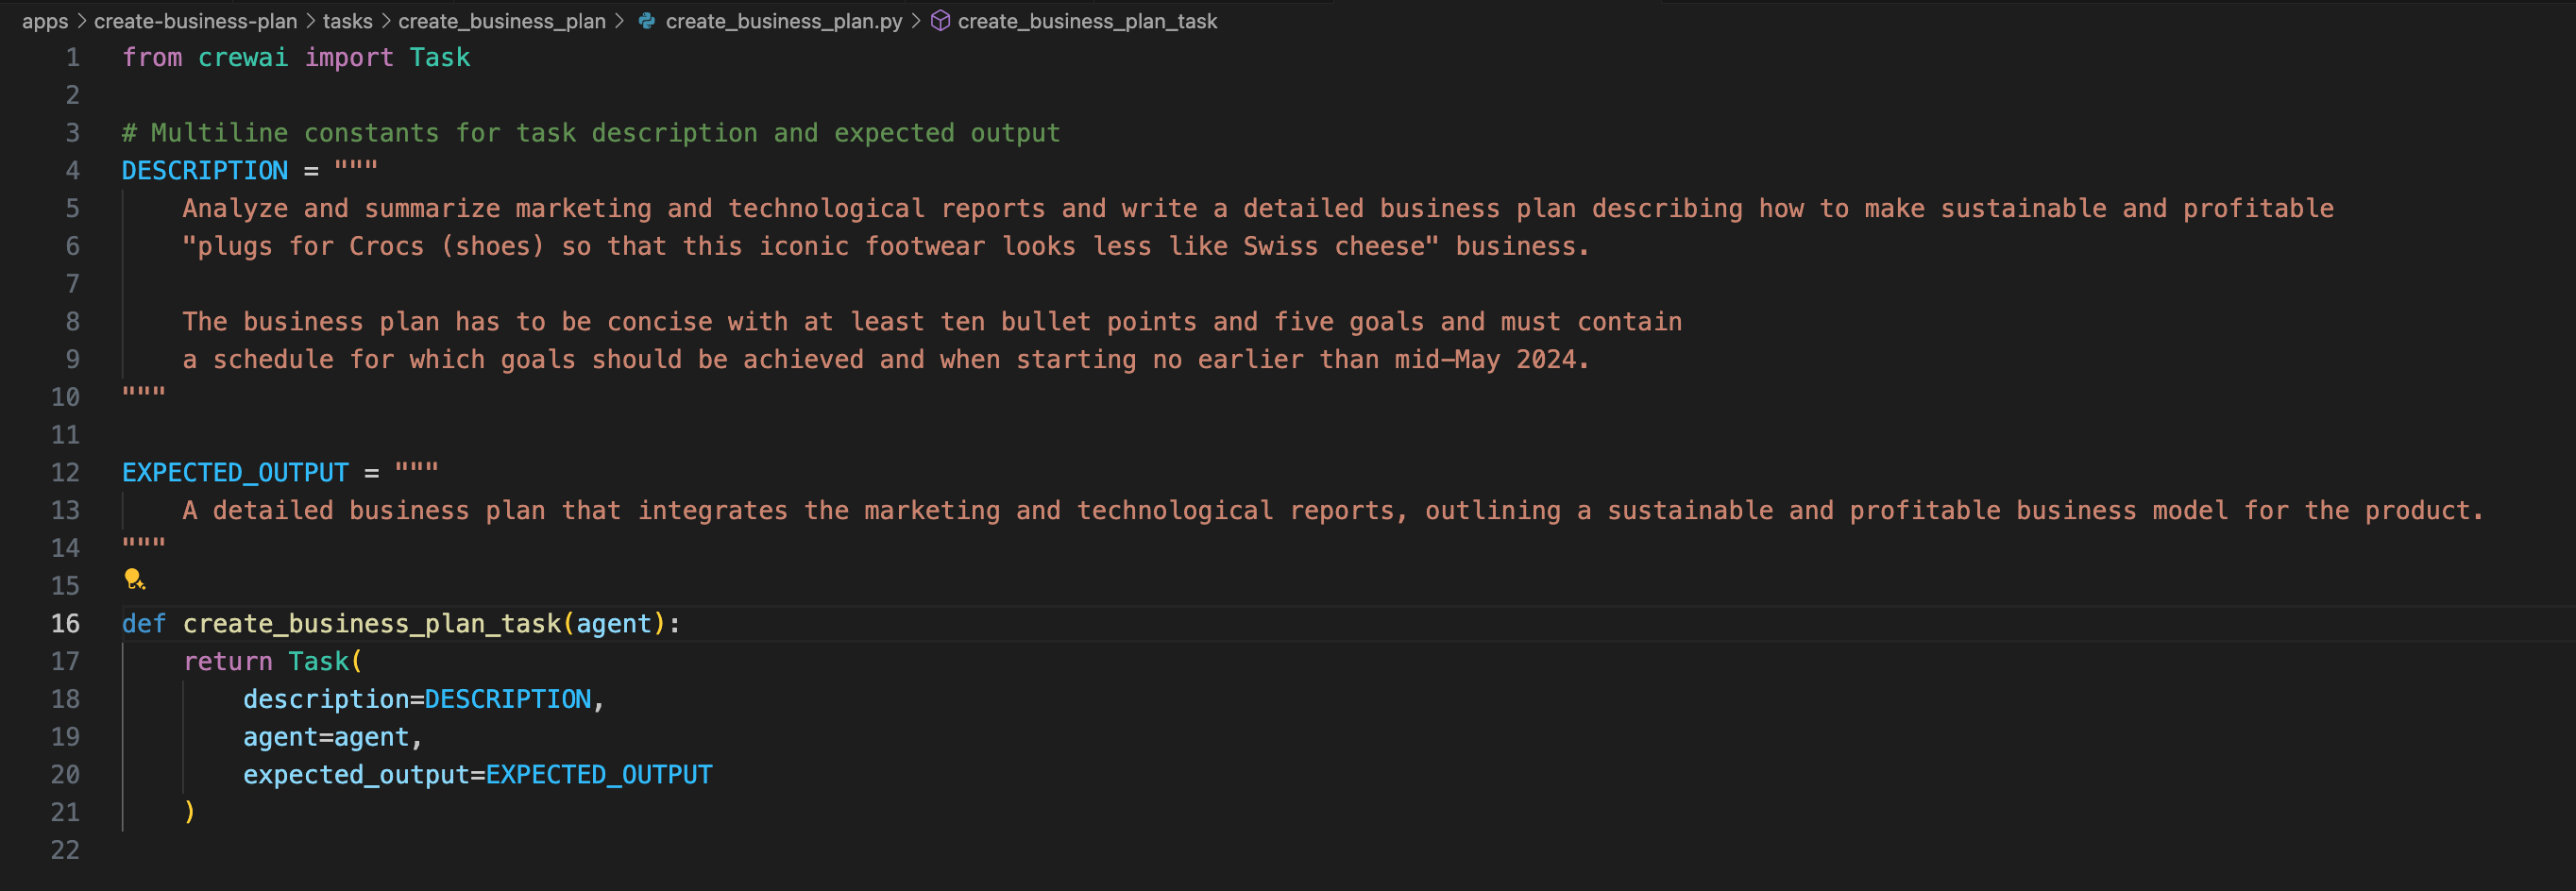 apps > create-business-plan > tasks > create_business_plan > create_business_plan.py > create_business_plan_task
1 from crewai import Task
2
3 # Multiline constants for task description and expected output
4 DESCRIPTION = """
5     Analyze and summarize marketing and technological reports and write a detailed business plan describing how to make sustainable and profitable
6     "plugs for Crocs (shoes) so that this iconic footwear looks less like Swiss cheese" business.
7
8     The business plan has to be concise with at least ten bullet points and five goals and must contain
9     a schedule for which goals should be achieved and when starting no earlier than mid-May 2024.
10 """
11
12 EXPECTED_OUTPUT = """
13     A detailed business plan that integrates the marketing and technological reports, outlining a sustainable and profitable business model for the product.
14 """
15
16 def create_business_plan_task(agent):
17     return Task(
18         description=DESCRIPTION,
19         agent=agent,
20         expected_output=EXPECTED_OUTPUT
21     )
22